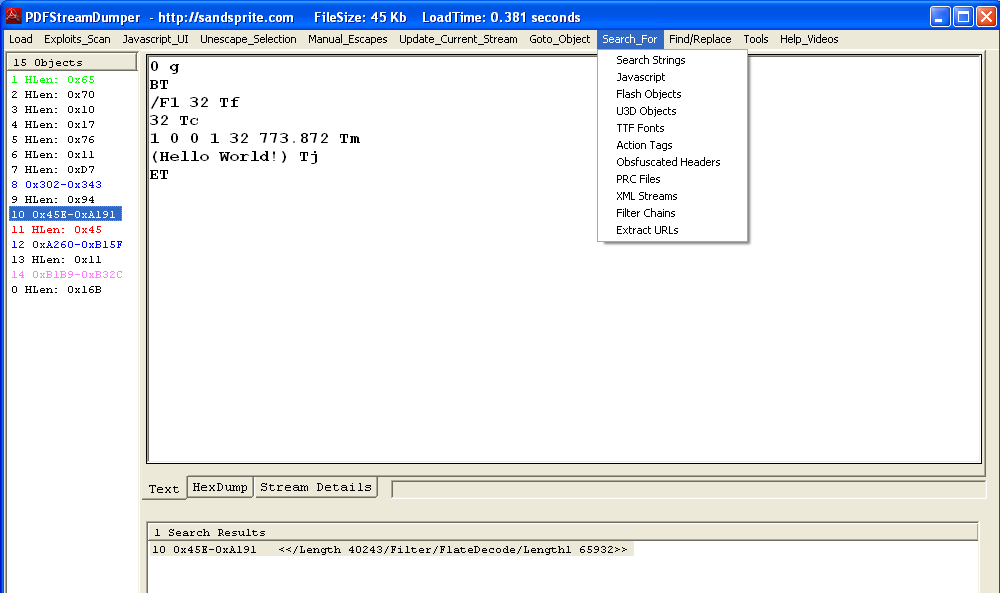 PDFStreamDumper - http://sandsprite.com FileSize: 45 Kb LoadTime: 0.381 seconds
Load Exploits_Scan Javascript_UI Unescape_Selection Manual_Escapes Update_Current_Stream Goto_Object Search_For Find/Replace Tools Help_Videos
15 Objects
1 HLen: 0x65
2 HLen: 0x70
3 HLen: 0x10
4 HLen: 0x17
5 HLen: 0x76
6 HLen: 0x11
7 HLen: 0xD7
8 0x302-0x343
9 HLen: 0x94
10 0x45E-0xA191
11 HLen: 0x45
12 0xA260-0xB15F
13 HLen: 0x11
14 0xB1B9-0xB32C
0 HLen: 0x16B
0 g
BT
/F1 32 Tf
32 Tc
1 0 0 1 32 773.872 Tm
(Hello World!) Tj
ET
Search Strings
Javascript
Flash Objects
U3D Objects
TTF Fonts
Action Tags
Obsfuscated Headers
PRC Files
XML Streams
Filter Chains
Extract URLs
Text HexDump Stream Details
1 Search Results
10 0x45E-0xA191 <</Length 40243/Filter/FlateDecode/Length1 65932>>